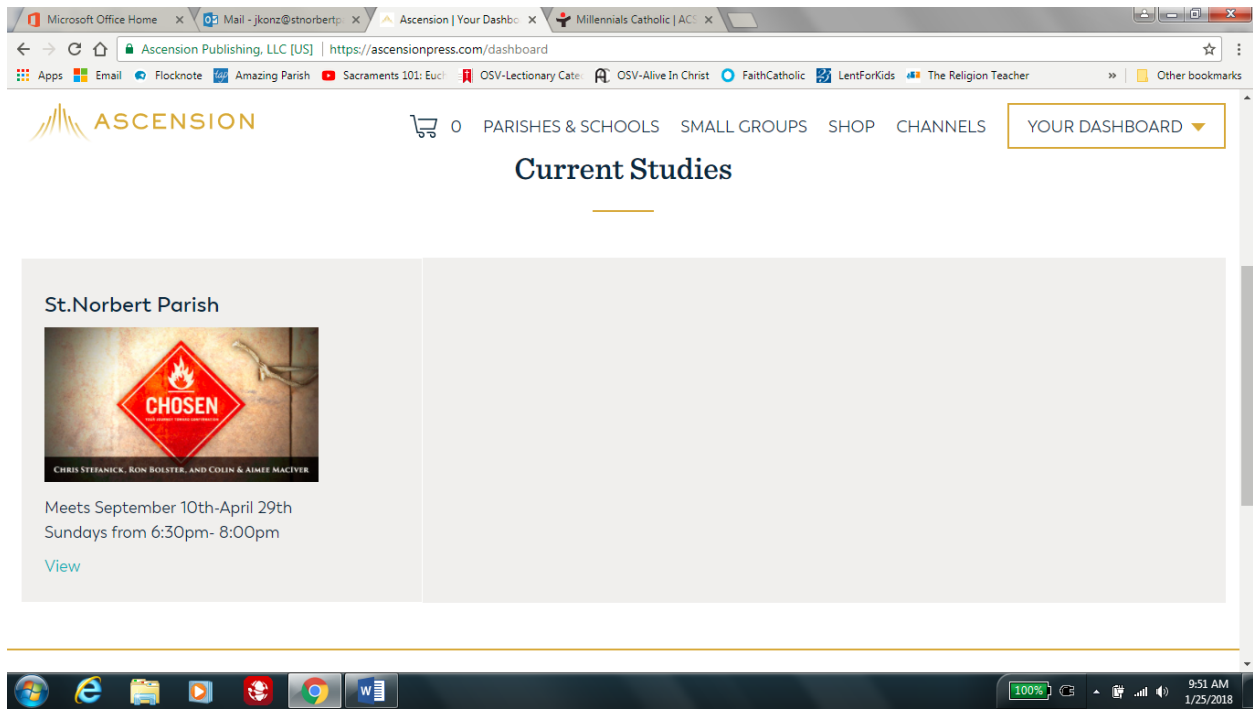 Microsoft Office Home
Mail - jkonz@stnorbertp
Ascension | Your Dashbo
Millennials Catholic | ACS
Ascension Publishing, LLC [US] | https://ascensionpress.com/dashboard
Apps Email Flocknote Amazing Parish Sacraments 101: Euch OSV-Lectionary Cate OSV-Alive In Christ FaithCatholic LentForKids The Religion Teacher » Other bookmarks
ASCENSION
0 PARISHES & SCHOOLS SMALL GROUPS SHOP CHANNELS YOUR DASHBOARD
Current Studies
St.Norbert Parish
CHOSEN
CHRIS STEFANICK, RON BOLSTER, AND COLIN & AIMEE MACIVER
Meets September 10th-April 29th
Sundays from 6:30pm- 8:00pm
View
100%
9:51 AM
1/25/2018